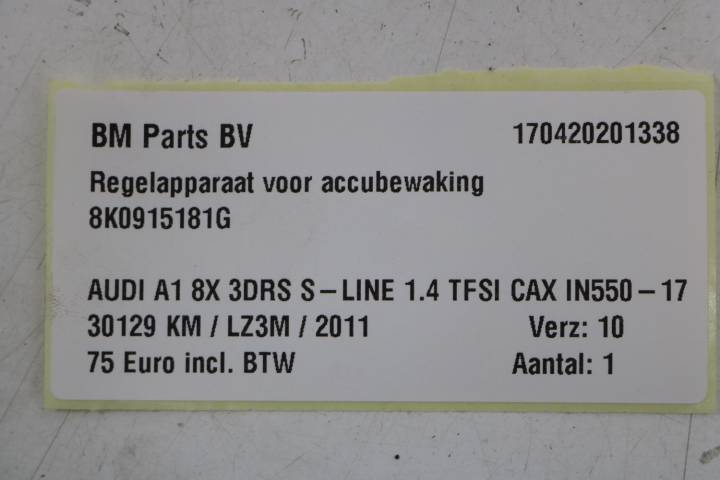 BM Parts BV 170420201338
Regelapparaat voor accubewaking
8K0915181G
AUDI A1 8X 3DRS S-LINE 1.4 TFSI CAX IN550-17
30129 KM / LZ3M / 2011 Verz: 10
75 Euro incl. BTW Aantal: 1